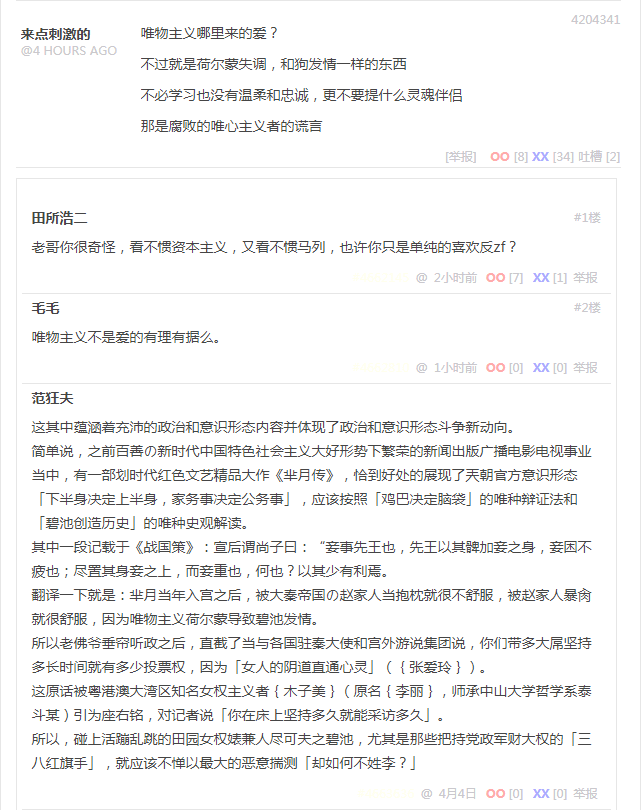 4204341
来点刺激的
@4 HOURS AGO
唯物主义哪里来的爱？
不过就是荷尔蒙失调，和狗发情一样的东西
不必学习也没有温柔和忠诚，更不要提什么灵魂伴侣
那是腐败的唯心主义者的谎言
[举报] OO [8] XX [34] 吐槽 [2]
田所浩二 #1楼
老哥你很奇怪，看不惯资本主义，又看不惯马列，也许你只是单纯的喜欢反zf？
@ 2小时前 OO [7] XX [1] 举报
毛毛 #2楼
唯物主义不是爱的有理有据么。
@ 1小时前 OO [0] XX [0] 举报
范狂夫
这其中蕴涵着充沛的政治和意识形态内容并体现了政治和意识形态斗争新动向。
简单说，之前百善の新时代中国特色社会主义大好形势下繁荣的新闻出版广播电影电视事业
当中，有一部划时代红色文艺精品大作《芈月传》，恰到好处的展现了天朝官方意识形态
「下半身决定上半身，家务事决定公务事」，应该按照「鸡巴决定脑袋」的唯种辩证法和
「碧池创造历史」的唯种史观解读。
其中一段记载于《战国策》：宣后谓尚子曰：“妾事先王也，先王以其髀加妾之身，妾困不
疲也；尽置其身妾之上，而妾重也，何也？以其少有利焉。
翻译一下就是：芈月当年入宫之后，被大秦帝国の赵家人当抱枕就很不舒服，被赵家人暴肏
就很舒服，因为唯物主义荷尔蒙导致碧池发情。
所以老佛爷垂帘听政之后，直截了当与各国驻秦大使和宫外游说集团说，你们带多大屌坚持
多长时间就有多少投票权，因为「女人的阴道直通心灵」（｛张爱玲｝）。
这原话被粤港澳大湾区知名女权主义者｛木子美｝（原名｛李丽｝，师承中山大学哲学系泰
斗某）引为座右铭，对记者说「你在床上坚持多久就能采访多久」。
所以，碰上活蹦乱跳的田园女权婊兼人尽可夫之碧池，尤其是那些把持党政军财大权的「三
八红旗手」，就应该不惮以最大的恶意揣测「却如何不姓李？」
@ 4月4日 OO [0] XX [0] 举报